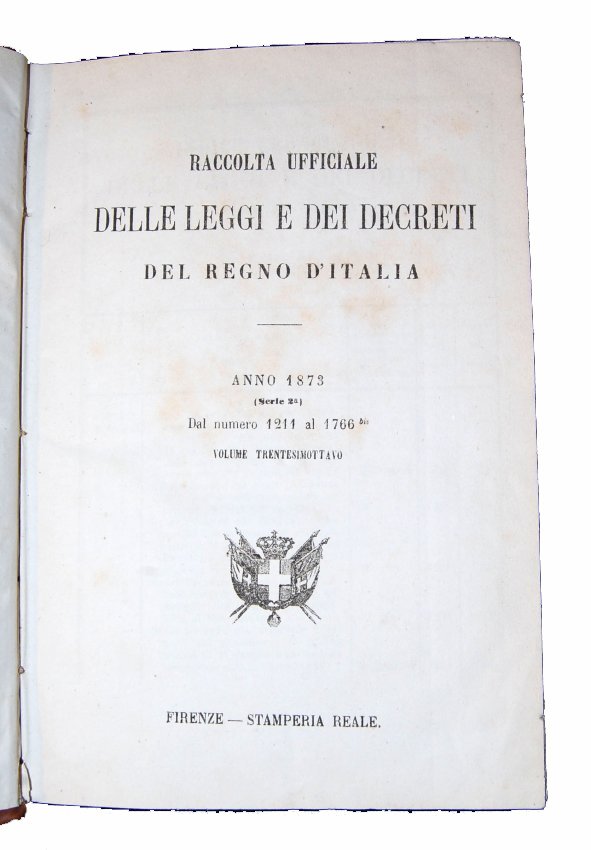 RACCOLTA UFFICIALE
DELLE LEGGI E DEI DECRETI
DEL REGNO D'ITALIA
ANNO 1873
(Serie 2ª)
Dal numero 1211 al 1766 bis
VOLUME TRENTESIMOTTAVO
FIRENZE — STAMPERIA REALE.